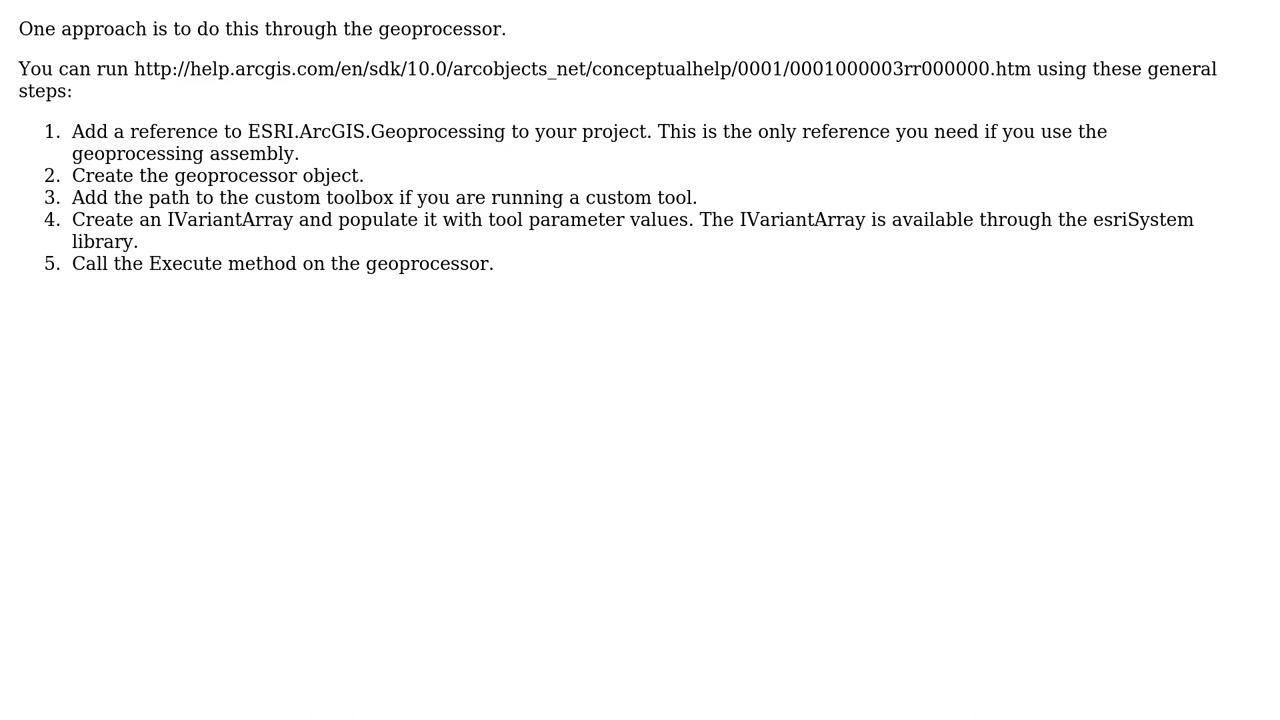 One approach is to do this through the geoprocessor.
You can run http://help.arcgis.com/en/sdk/10.0/arcobjects_net/conceptualhelp/0001/0001000003rr000000.htm using these general
steps:
1. Add a reference to ESRI.ArcGIS.Geoprocessing to your project. This is the only reference you need if you use the
geoprocessing assembly.
2. Create the geoprocessor object.
3. Add the path to the custom toolbox if you are running a custom tool.
4. Create an IVariantArray and populate it with tool parameter values. The IVariantArray is available through the esriSystem
library.
5. Call the Execute method on the geoprocessor.